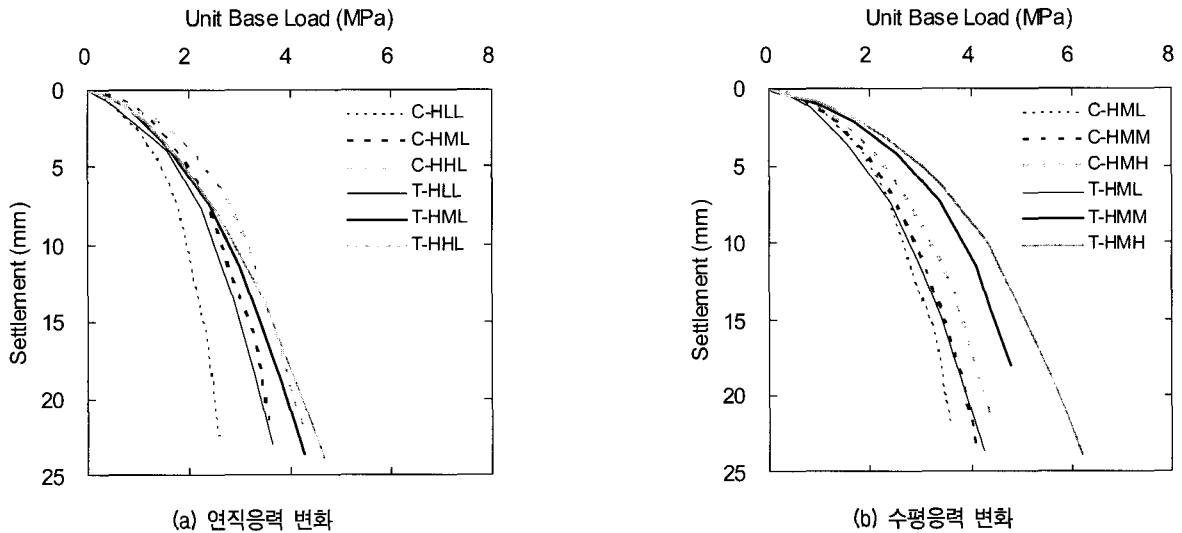 Unit Base Load (MPa)
0 2 4 6 8
0
5
10
15
20
25
Settlement (mm)
C-HLL
C-HML
C-HHL
T-HLL
T-HML
T-HHL
(a) 연직응력 변화
Unit Base Load (MPa)
0 2 4 6 8
0
5
10
15
20
25
Settlement (mm)
C-HML
C-HMM
C-HMH
T-HML
T-HMM
T-HMH
(b) 수평응력 변화